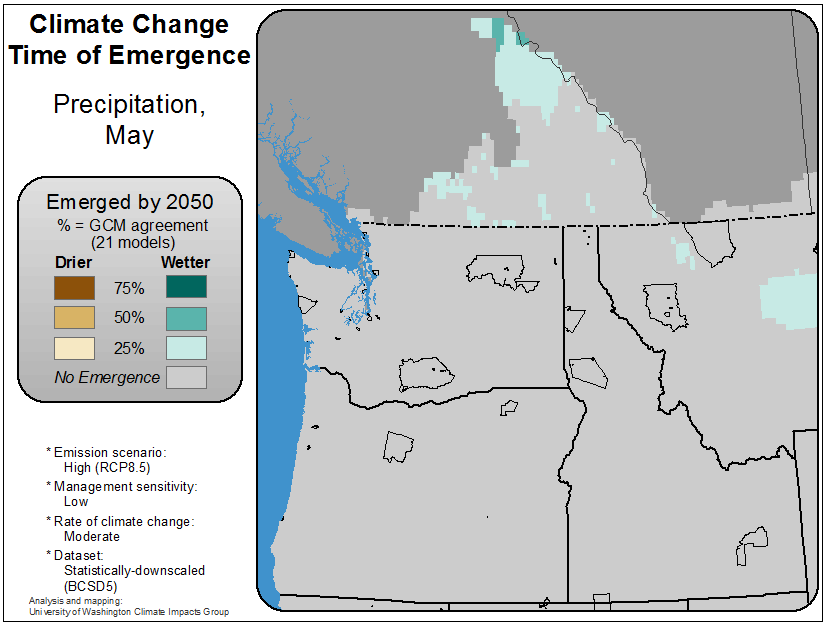 Climate Change
Time of Emergence
Precipitation,
May
Emerged by 2050
% = GCM agreement
(21 models)
Drier Wetter
75%
50%
25%
No Emergence
* Emission scenario:
High (RCP8.5)
* Management sensitivity:
Low
* Rate of climate change:
Moderate
* Dataset:
Statistically-downscaled
(BCSD5)
Analysis and mapping:
University of Washington Climate Impacts Group